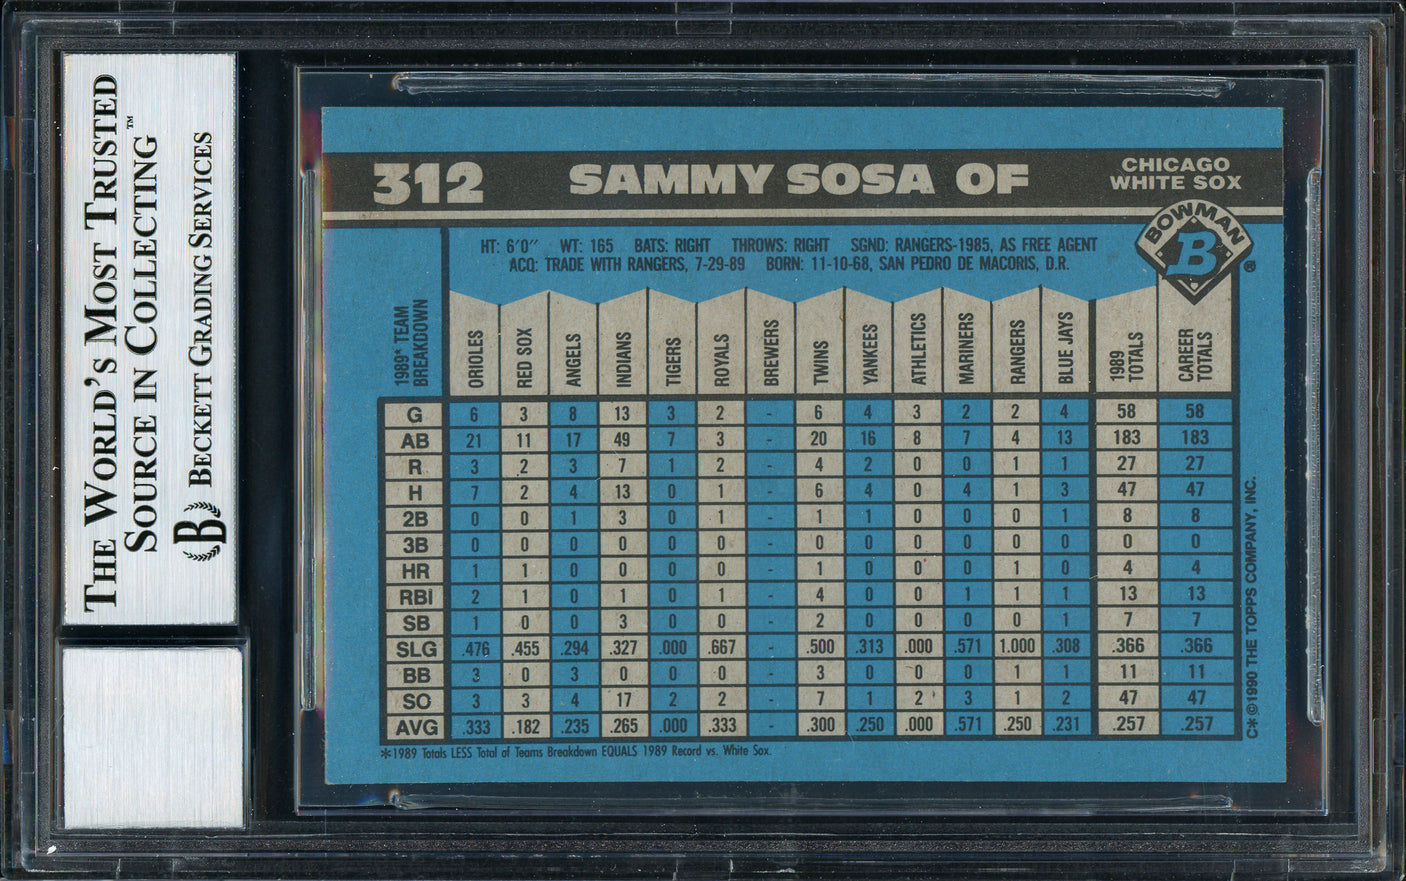 THE WORLD'S MOST TRUSTED
SOURCE IN COLLECTING™
BECKETT GRADING SERVICES
B
312 SAMMY SOSA OF CHICAGO
WHITE SOX
BOWMAN
B
®
HT: 6'0" WT: 165 BATS: RIGHT THROWS: RIGHT SGND: RANGERS-1985, AS FREE AGENT
ACQ: TRADE WITH RANGERS, 7-29-89 BORN: 11-10-68, SAN PEDRO DE MACORIS, D.R.
1989* TEAM BREAKDOWN ORIOLES RED SOX ANGELS INDIANS TIGERS ROYALS BREWERS TWINS YANKEES ATHLETICS MARINERS RANGERS BLUE JAYS 1989 TOTALS CAREER TOTALS
G 6 3 8 13 3 2 - 6 4 3 2 2 4 58 58
AB 21 11 17 49 7 3 - 20 16 8 7 4 13 183 183
R 3 2 3 7 1 2 - 4 2 0 0 1 1 27 27
H 7 2 4 13 0 1 - 6 4 0 4 1 3 47 47
2B 0 0 1 3 0 1 - 1 1 0 0 0 1 8 8
3B 0 0 0 0 0 0 - 0 0 0 0 0 0 0 0
HR 1 1 0 0 0 0 - 1 0 0 0 1 0 4 4
RBI 2 1 0 1 0 1 - 4 0 0 1 1 1 13 13
SB 1 0 0 3 0 0 - 2 0 0 0 0 0 7 7
SLG .476 .455 .294 .327 .000 .667 - .500 .313 .000 .571 1.000 .308 .366 .366
BB 3 0 3 0 0 0 - 3 0 0 0 1 1 11 11
SO 3 3 4 17 2 2 - 7 1 2 3 1 2 47 47
AVG .333 .182 .235 .265 .000 .333 - .300 .250 .000 .571 .250 .231 .257 .257
*1989 Totals LESS Total of Teams Breakdown EQUALS 1989 Record vs. White Sox.
C* ©1990 THE TOPPS COMPANY, INC.